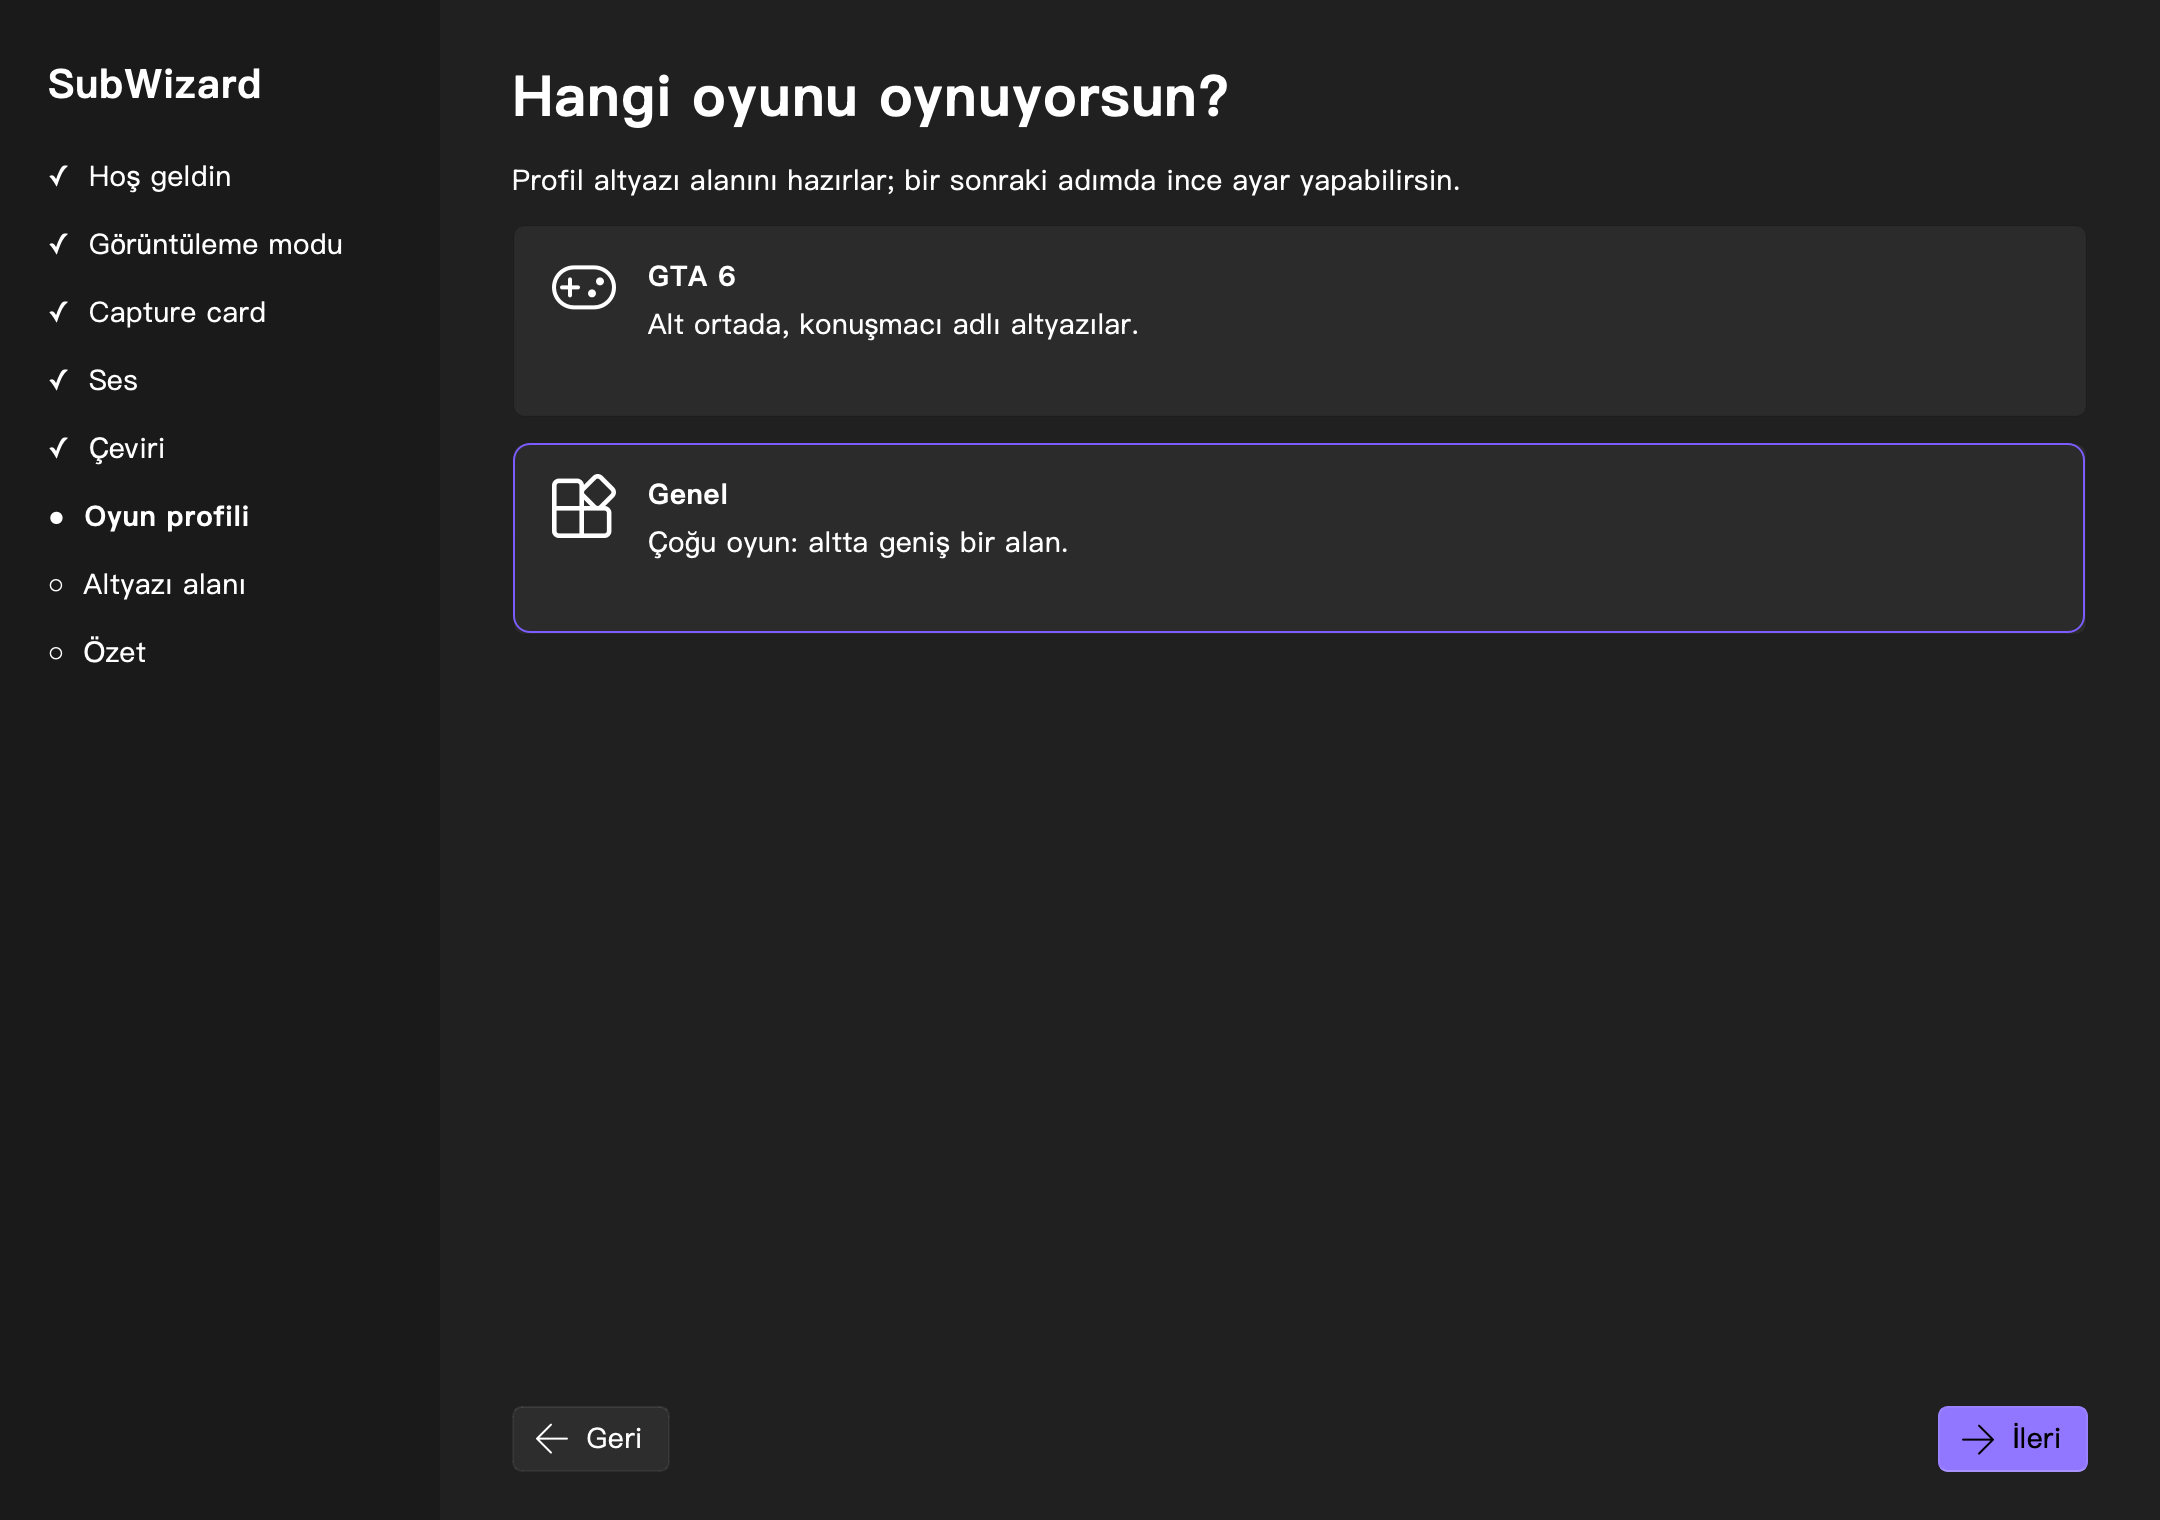 SubWizard
Hoş geldin
Görüntüleme modu
Capture card
Ses
Çeviri
Oyun profili
Altyazı alanı
Özet
Hangi oyunu oynuyorsun?
Profil altyazı alanını hazırlar; bir sonraki adımda ince ayar yapabilirsin.
GTA 6
Alt ortada, konuşmacı adlı altyazılar.
Genel
Çoğu oyun: altta geniş bir alan.
Geri
İleri